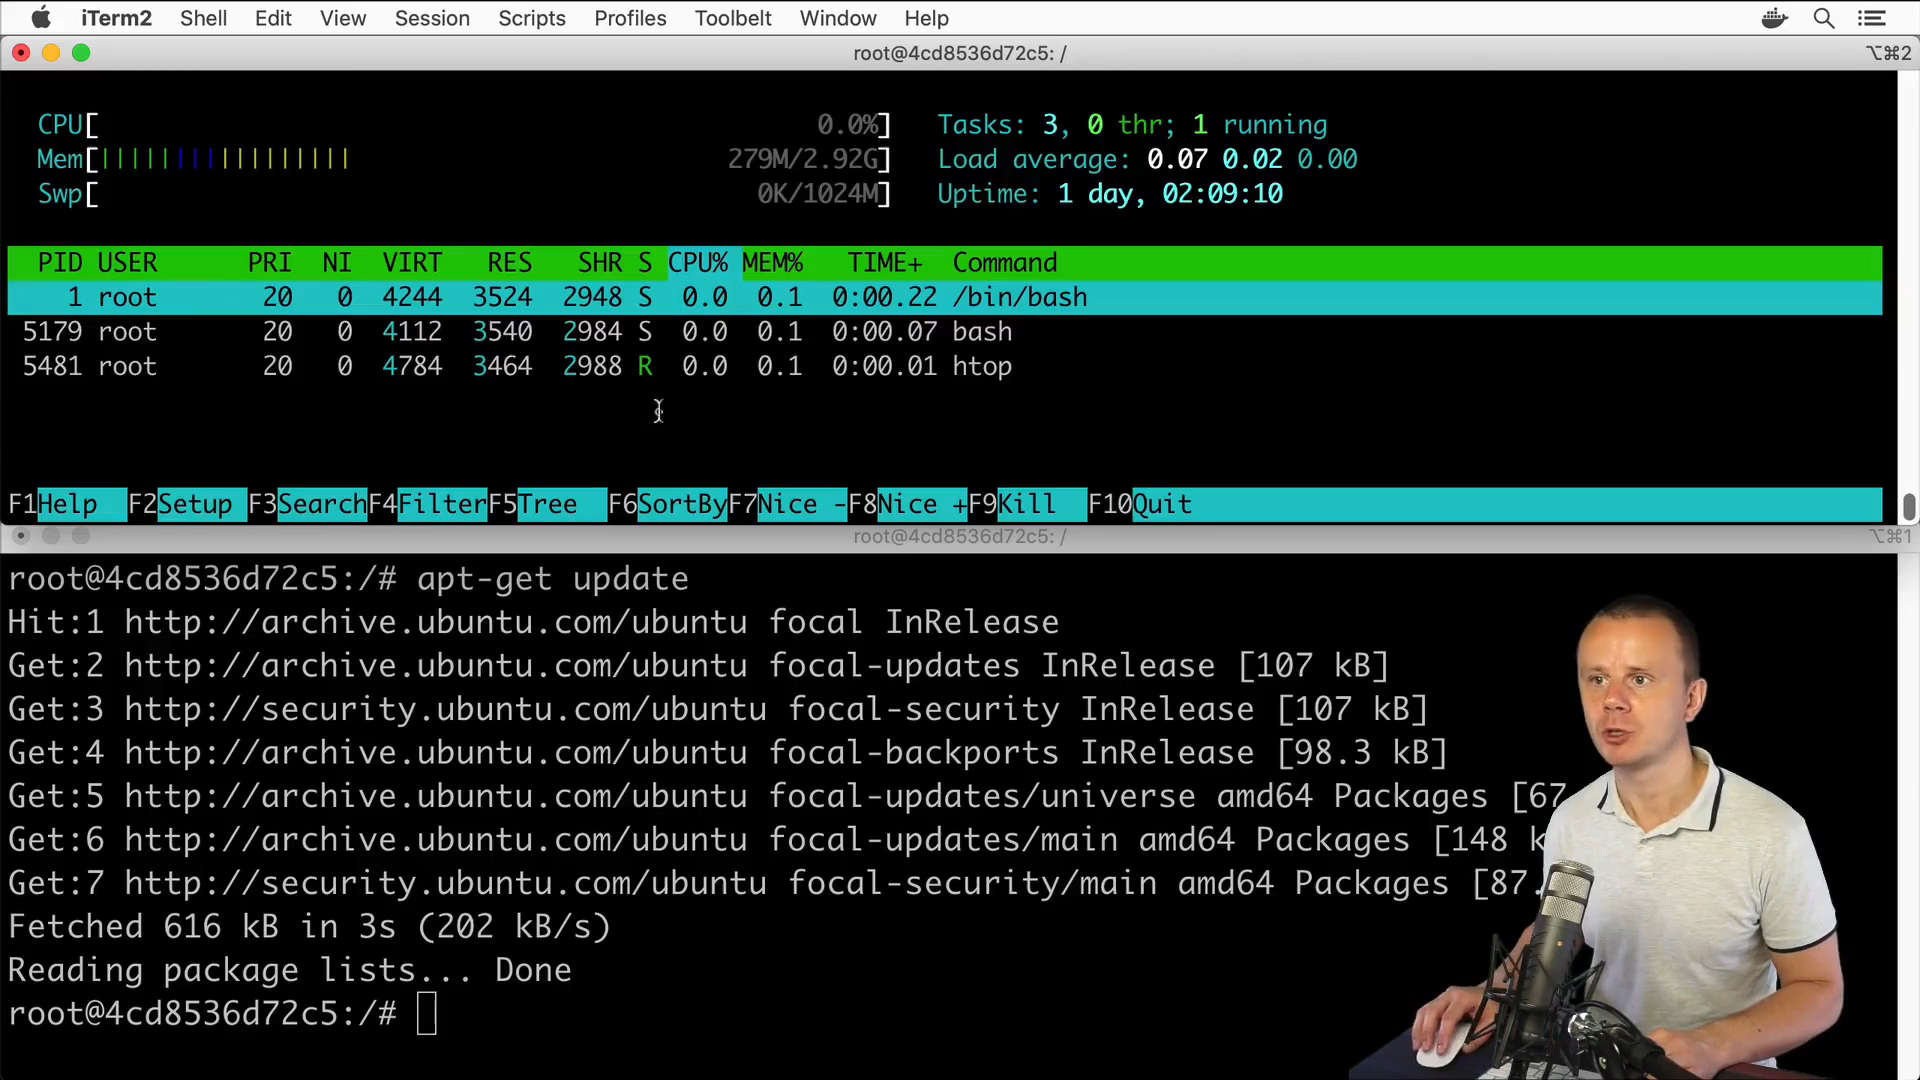 iTerm2 Shell Edit View Session Scripts Profiles Toolbelt Window Help
root@4cd8536d72c5: / ⌥⌘2
CPU[ 0.0%] Tasks: 3, 0 thr; 1 running
Mem[||||||||||||||||| 279M/2.92G] Load average: 0.07 0.02 0.00
Swp[ 0K/1024M] Uptime: 1 day, 02:09:10
PID USER PRI NI VIRT RES SHR S CPU% MEM% TIME+ Command
1 root 20 0 4244 3524 2948 S 0.0 0.1 0:00.22 /bin/bash
5179 root 20 0 4112 3540 2984 S 0.0 0.1 0:00.07 bash
5481 root 20 0 4784 3464 2988 R 0.0 0.1 0:00.01 htop
F1Help F2Setup F3Search F4Filter F5Tree F6SortBy F7Nice - F8Nice + F9Kill F10Quit
root@4cd8536d72c5: / ⌥⌘1
root@4cd8536d72c5:/# apt-get update
Hit:1 http://archive.ubuntu.com/ubuntu focal InRelease
Get:2 http://archive.ubuntu.com/ubuntu focal-updates InRelease [107 kB]
Get:3 http://security.ubuntu.com/ubuntu focal-security InRelease [107 kB]
Get:4 http://archive.ubuntu.com/ubuntu focal-backports InRelease [98.3 kB]
Get:5 http://archive.ubuntu.com/ubuntu focal-updates/universe amd64 Packages [67
Get:6 http://archive.ubuntu.com/ubuntu focal-updates/main amd64 Packages [148 k
Get:7 http://security.ubuntu.com/ubuntu focal-security/main amd64 Packages [87.
Fetched 616 kB in 3s (202 kB/s)
Reading package lists... Done
root@4cd8536d72c5:/#